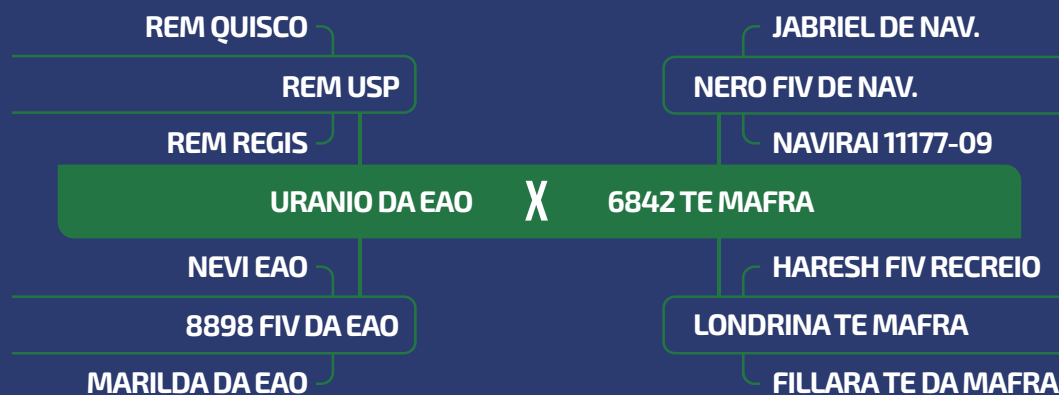 REM QUISCO
JABRIEL DE NAV.
REM USP
NERO FIV DE NAV.
REM REGIS
NAVIRAI 11177-09
URANIO DA EAO X 6842 TE MAFRA
NEVI EAO
HARESH FIV RECREIO
8898 FIV DA EAO
LONDRINA TE MAFRA
MARILDA DA EAO
FILLARA TE DA MAFRA